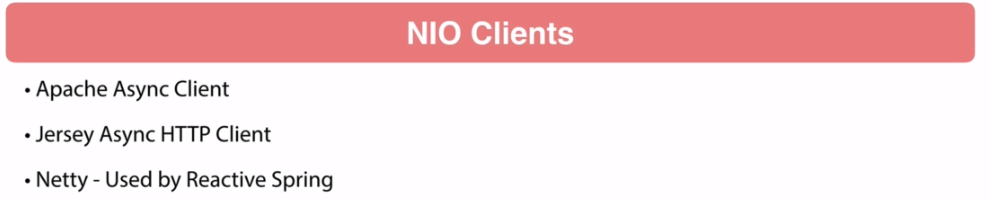 NIO Clients
• Apache Async Client
• Jersey Async HTTP Client
• Netty - Used by Reactive Spring